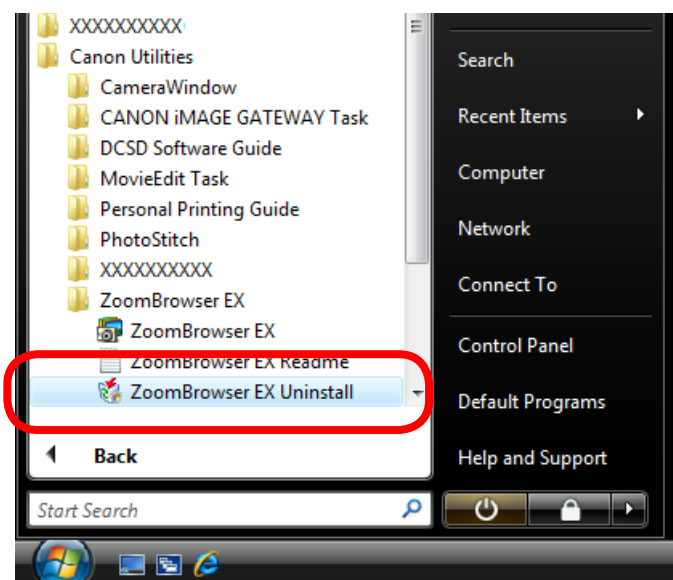 XXXXXXXXXX
Canon Utilities
CameraWindow
CANON iMAGE GATEWAY Task
DCSD Software Guide
MovieEdit Task
Personal Printing Guide
PhotoStitch
XXXXXXXXXX
ZoomBrowser EX
ZoomBrowser EX
ZoomBrowser EX Readme
ZoomBrowser EX Uninstall
Back
Start Search
Search
Recent Items
Computer
Network
Connect To
Control Panel
Default Programs
Help and Support